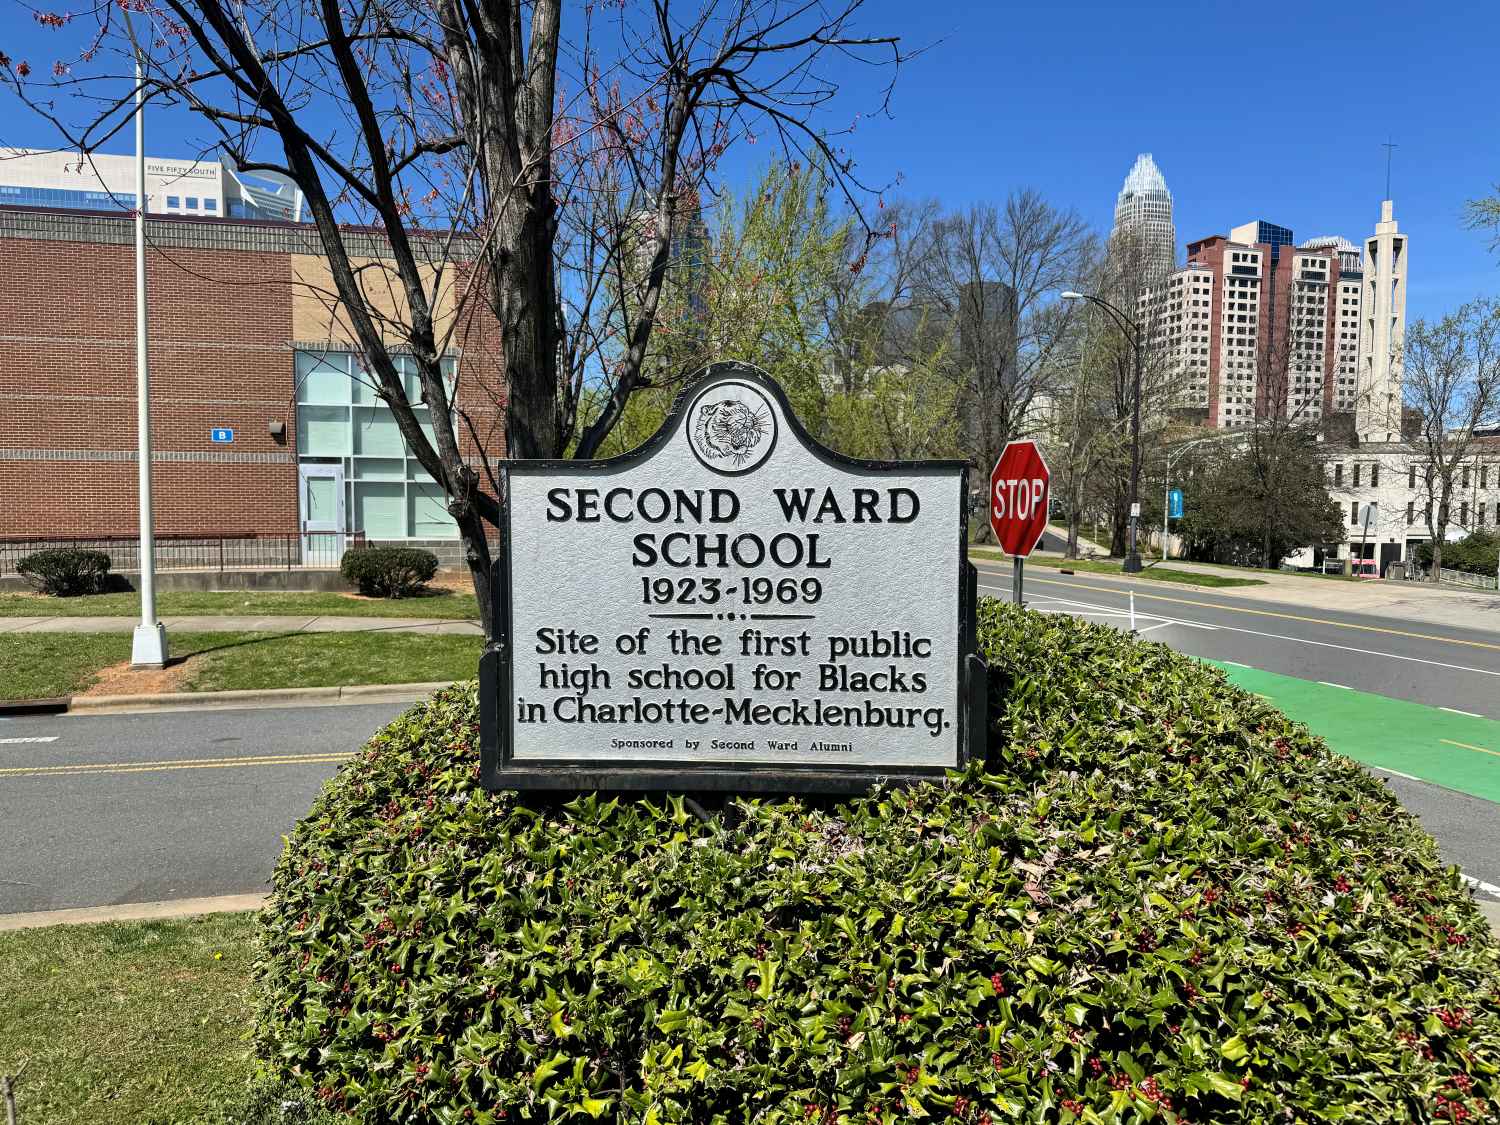 FIVE FIFTY SOUTH
B
SECOND WARD
SCHOOL
1923-1969
Site of the first public
high school for Blacks
in Charlotte-Mecklenburg.
Sponsored by Second Ward Alumni
STOP